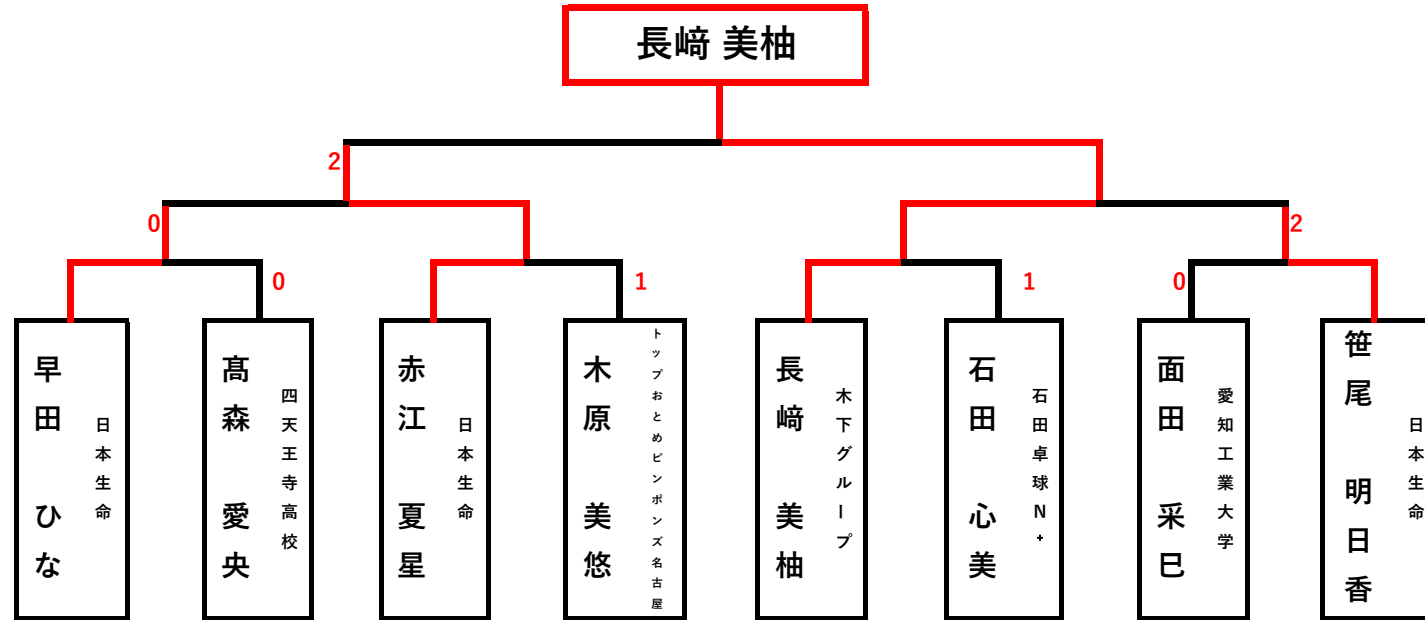 長﨑 美柚
2
0
2
0
1
1
0
早田 ひな
日本生命
髙森 愛央
四天王寺高校
赤江 夏星
日本生命
木原 美悠
トップおとめピンポンズ名古屋
長﨑 美柚
木下グループ
石田 心美
石田卓球N+
面田 采巳
愛知工業大学
笹尾 明日香
日本生命